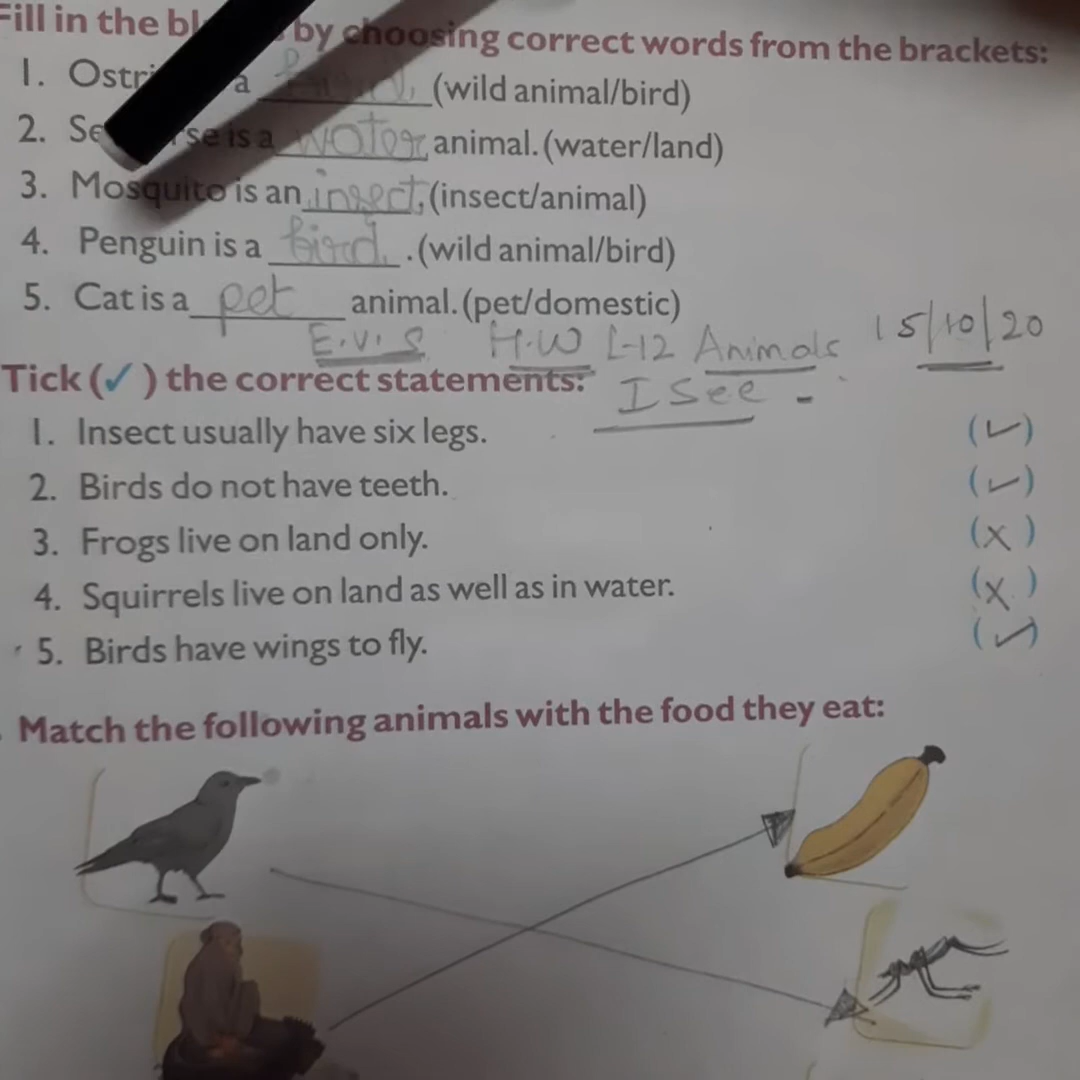 Fill in the by choosing correct words from the brackets:
1. a bird. (wild animal/bird)
2. is a water animal. (water/land)
3. Mosquito is an insect. (insect/animal)
4. Penguin is a bird. . (wild animal/bird)
5. Cat is a pet animal. (pet/domestic)
E.V.S H.W L-12 Animals 15/10/20
I See
Tick (✓) the correct statements:
1. Insect usually have six legs. (✓)
2. Birds do not have teeth. (✓)
3. Frogs live on land only. (x)
4. Squirrels live on land as well as in water. (x)
5. Birds have wings to fly. (✓)
Match the following animals with the food they eat: